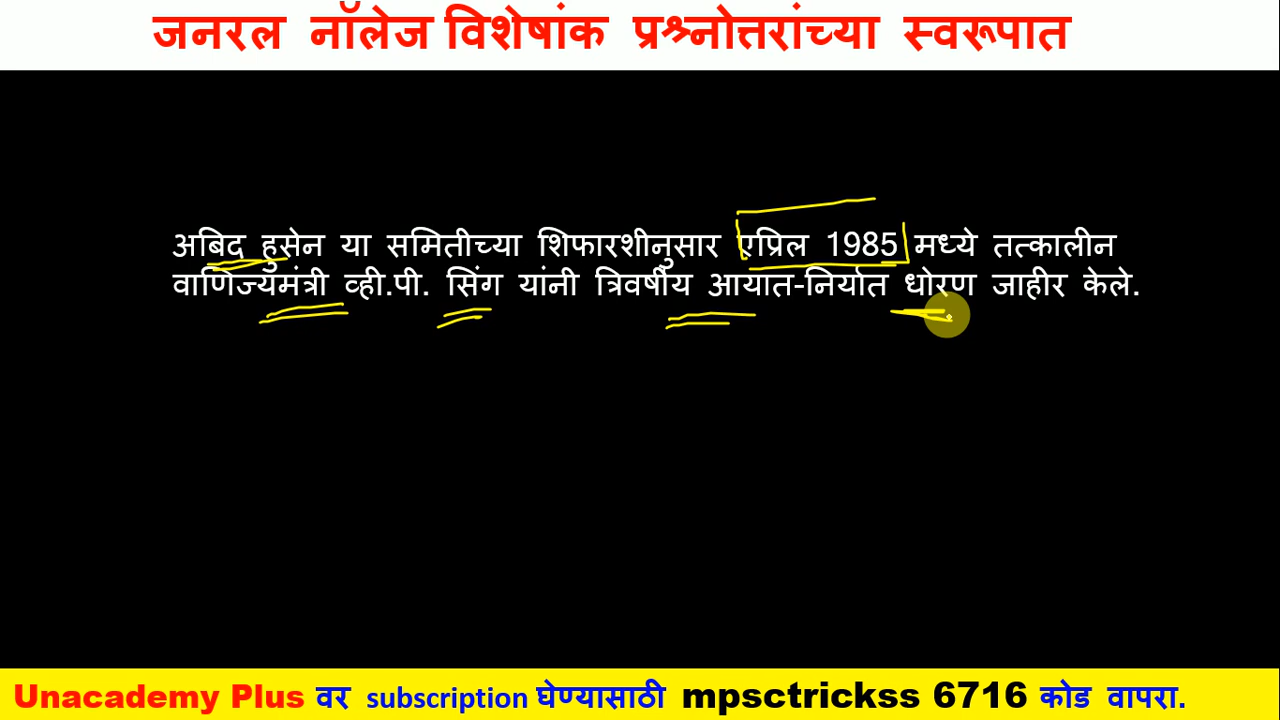 जनरल नॉलेज विशेषांक प्रश्नोत्तरांच्या स्वरूपात
अबिद हुसेन या समितीच्या शिफारशीनुसार एप्रिल 1985 मध्ये तत्कालीन
वाणिज्यमंत्री व्ही.पी. सिंग यांनी त्रिवर्षीय आयात-निर्यात धोरण जाहीर केले.
Unacademy Plus वर subscription घेण्यासाठी mpsctrickss 6716 कोड वापरा.